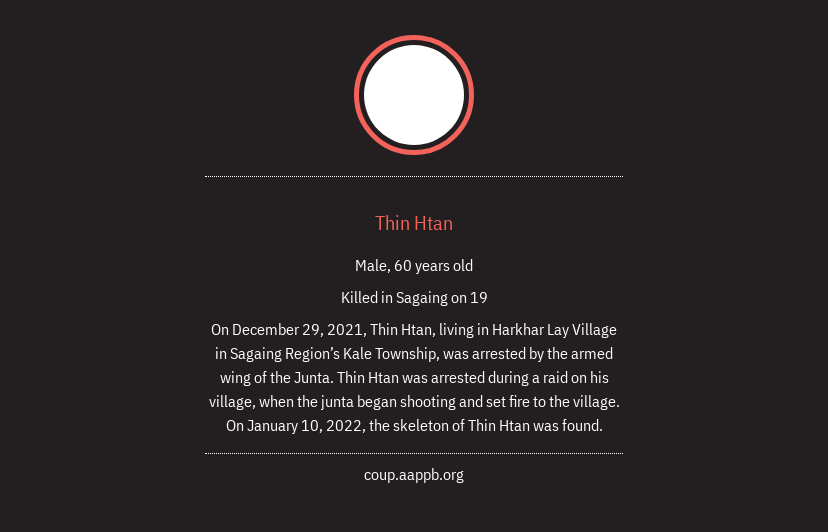 Thin Htan
Male, 60 years old
Killed in Sagaing on 19
On December 29, 2021, Thin Htan, living in Harkhar Lay Village
in Sagaing Region’s Kale Township, was arrested by the armed
wing of the Junta. Thin Htan was arrested during a raid on his
village, when the junta began shooting and set fire to the village.
On January 10, 2022, the skeleton of Thin Htan was found.
coup.aappb.org